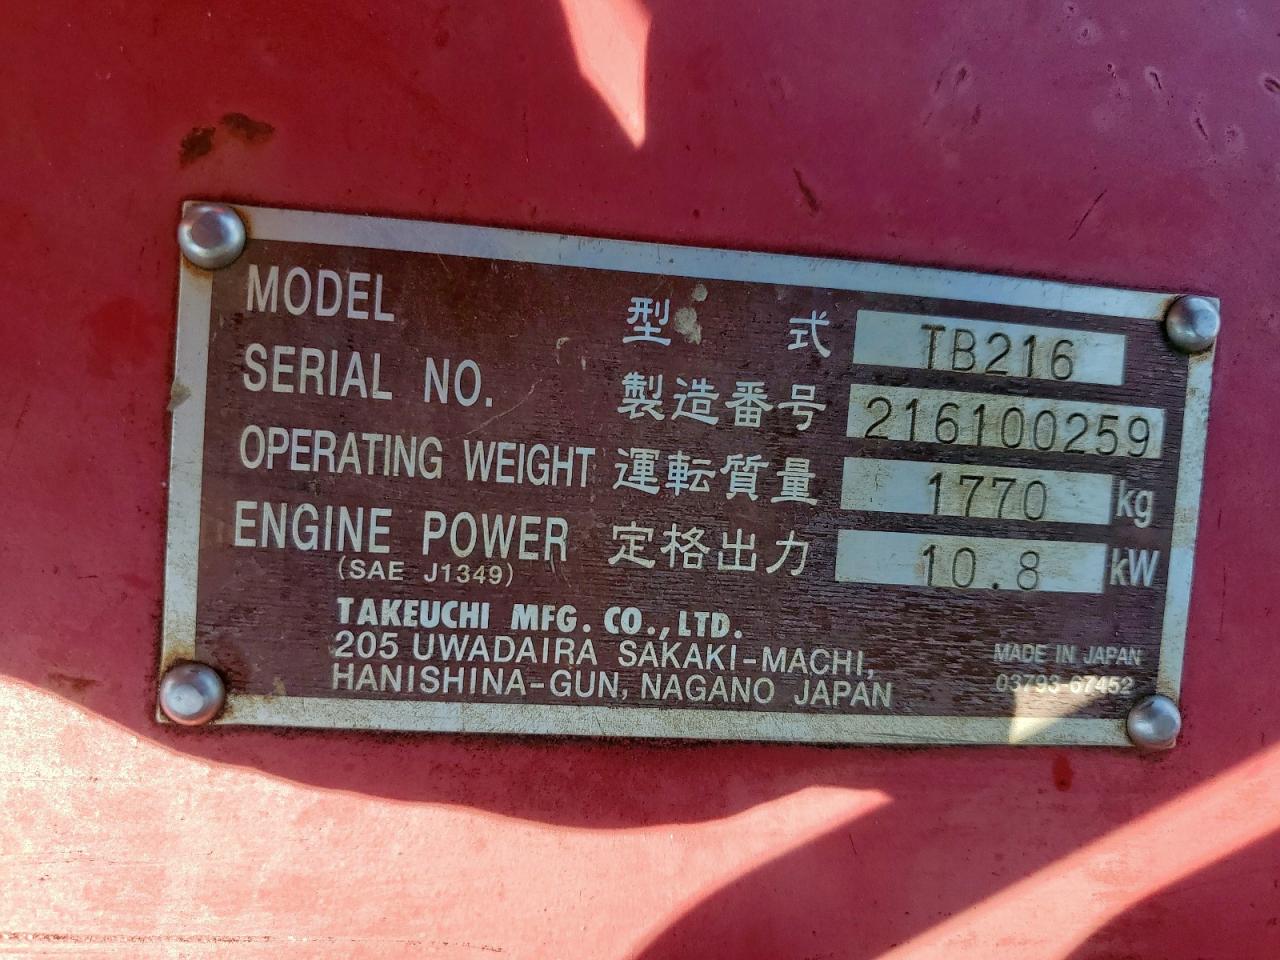 MODEL 型 式 TB216
SERIAL NO. 製造番号 216100259
OPERATING WEIGHT 運転質量 1770 kg
ENGINE POWER 定格出力 10.8 kW
(SAE J1349)
TAKEUCHI MFG. CO.,LTD.
205 UWADAIRA SAKAKI-MACHI,
HANISHINA-GUN, NAGANO JAPAN
MADE IN JAPAN
03793-67452